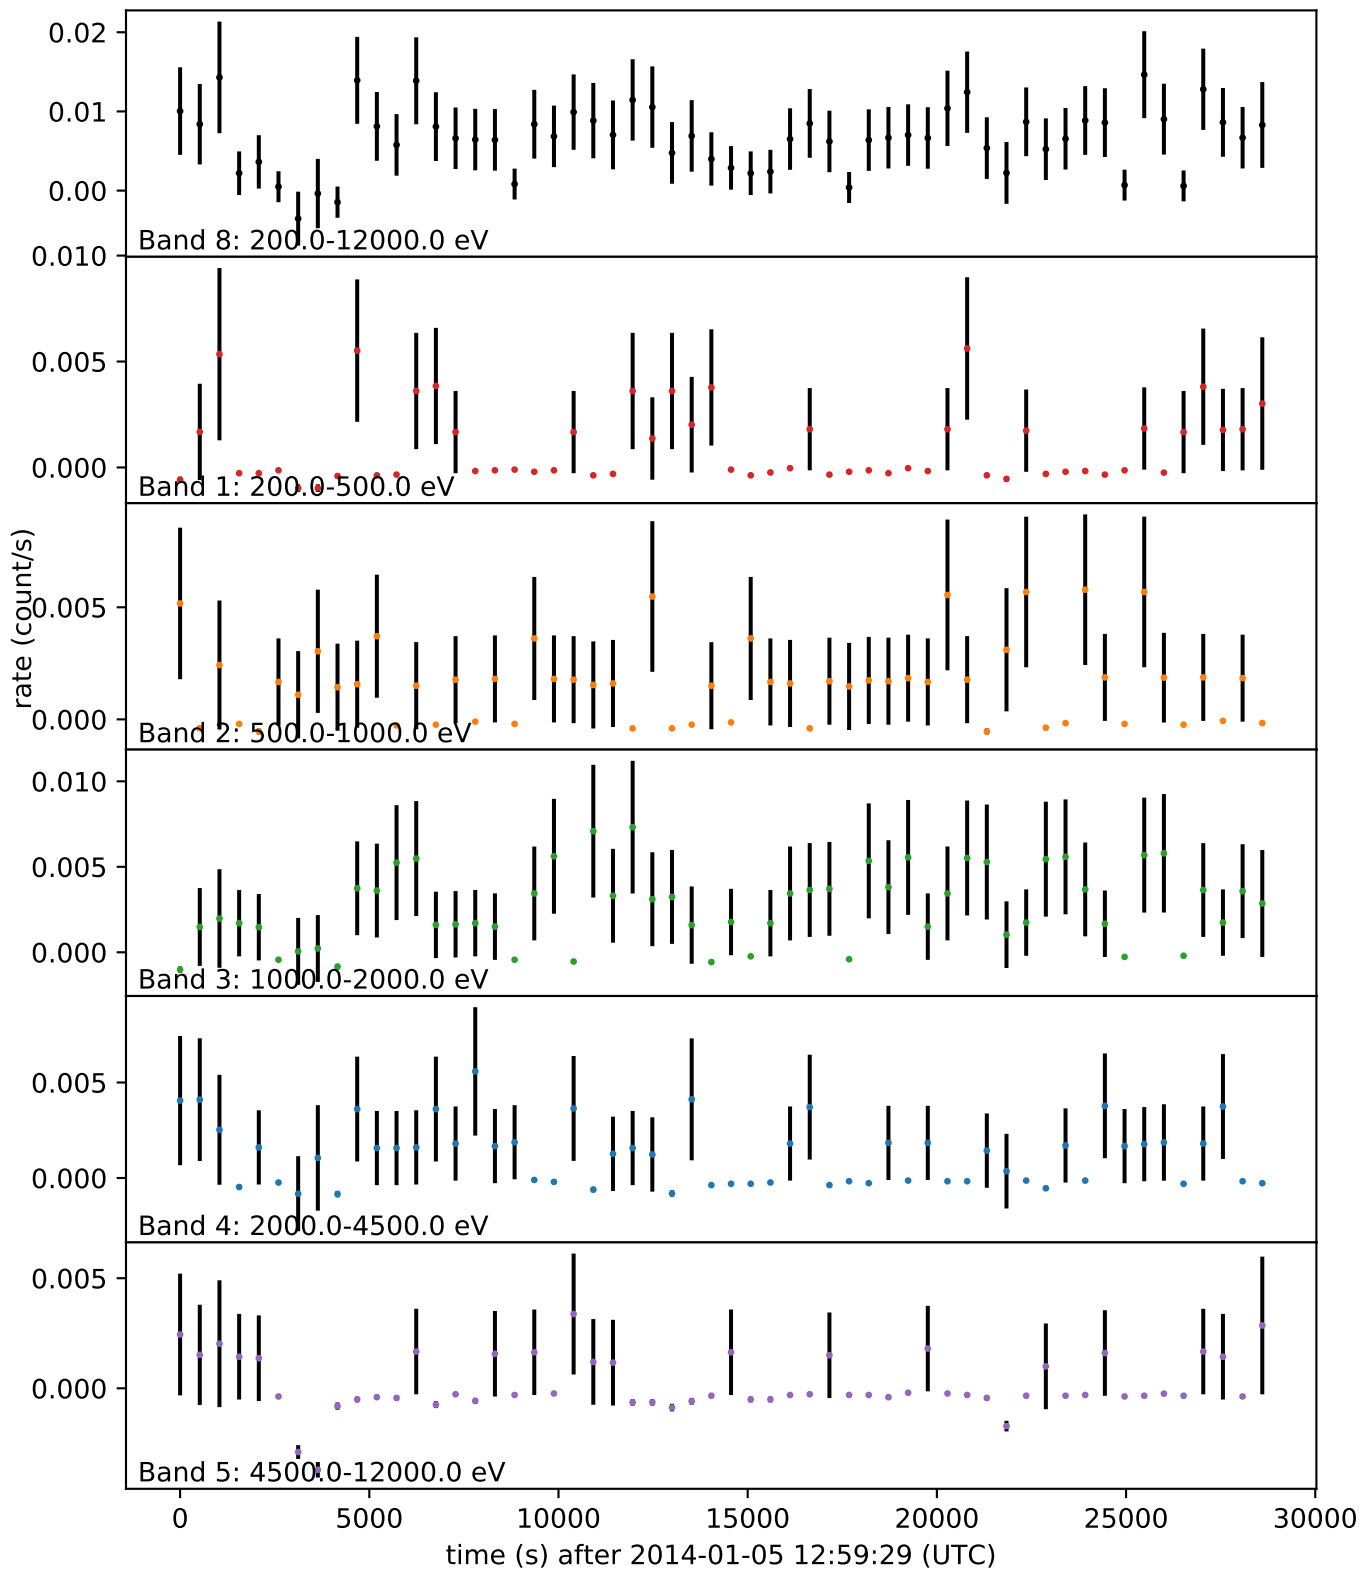 0.02
0.01
0.00
Band 8: 200.0-12000.0 eV
0.010
0.005
0.000
Band 1: 200.0-500.0 eV
rate (count/s)
0.005
0.000
Band 2: 500.0-1000.0 eV
0.010
0.005
0.000
Band 3: 1000.0-2000.0 eV
0.005
0.000
Band 4: 2000.0-4500.0 eV
0.005
0.000
Band 5: 4500.0-12000.0 eV
0 5000 10000 15000 20000 25000 30000
time (s) after 2014-01-05 12:59:29 (UTC)